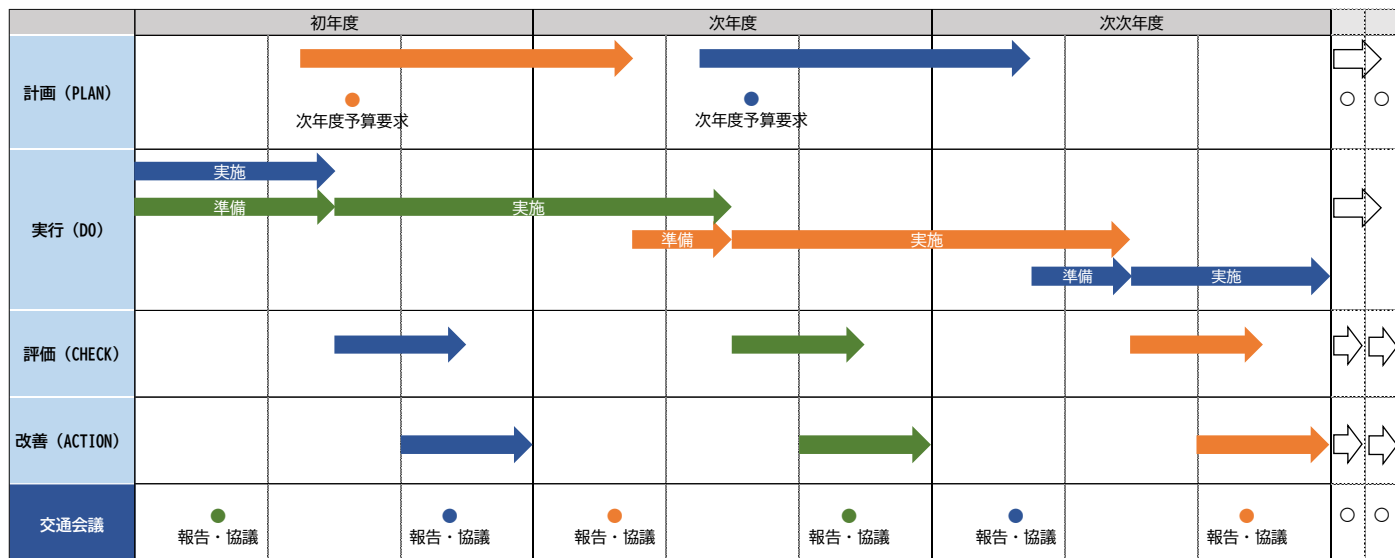 初年度 次年度 次次年度
計画（PLAN）
次年度予算要求 次年度予算要求
実行（DO）
実施
準備 実施
準備 実施
準備 実施
評価（CHECK）
改善（ACTION）
交通会議
報告・協議 報告・協議 報告・協議 報告・協議 報告・協議 報告・協議